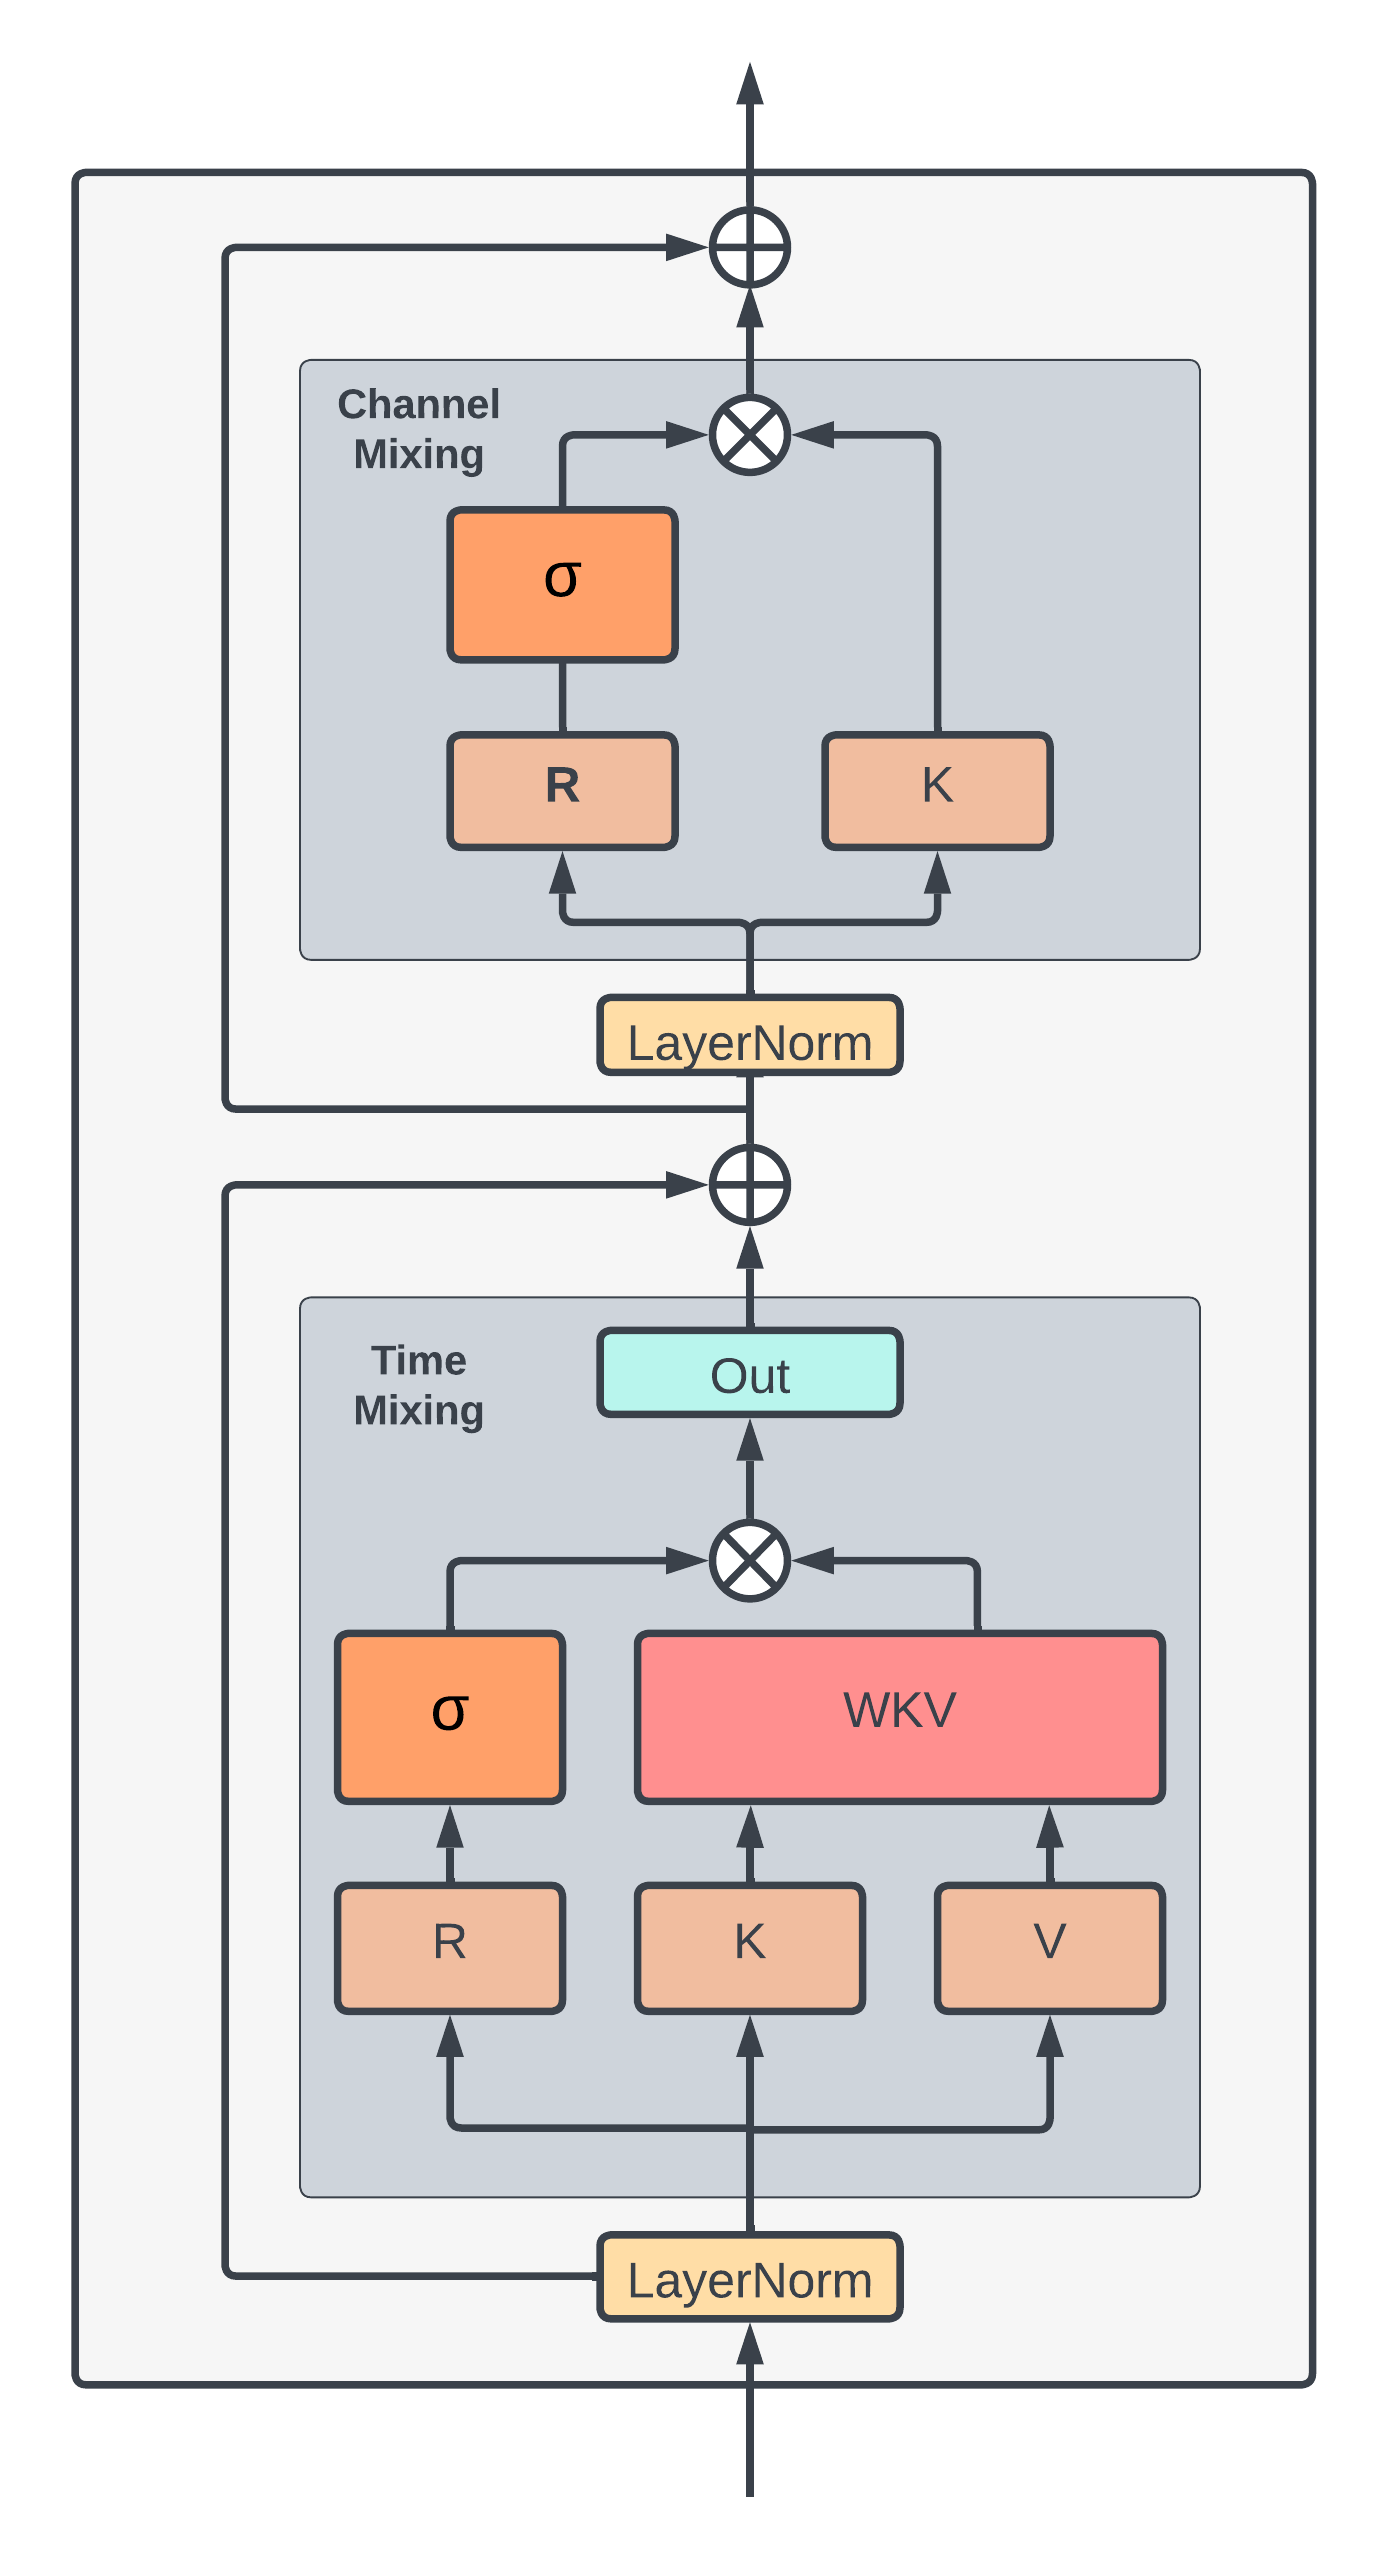 Channel
Mixing
σ
R
K
LayerNorm
Time
Mixing
Out
σ
WKV
R
K
V
LayerNorm